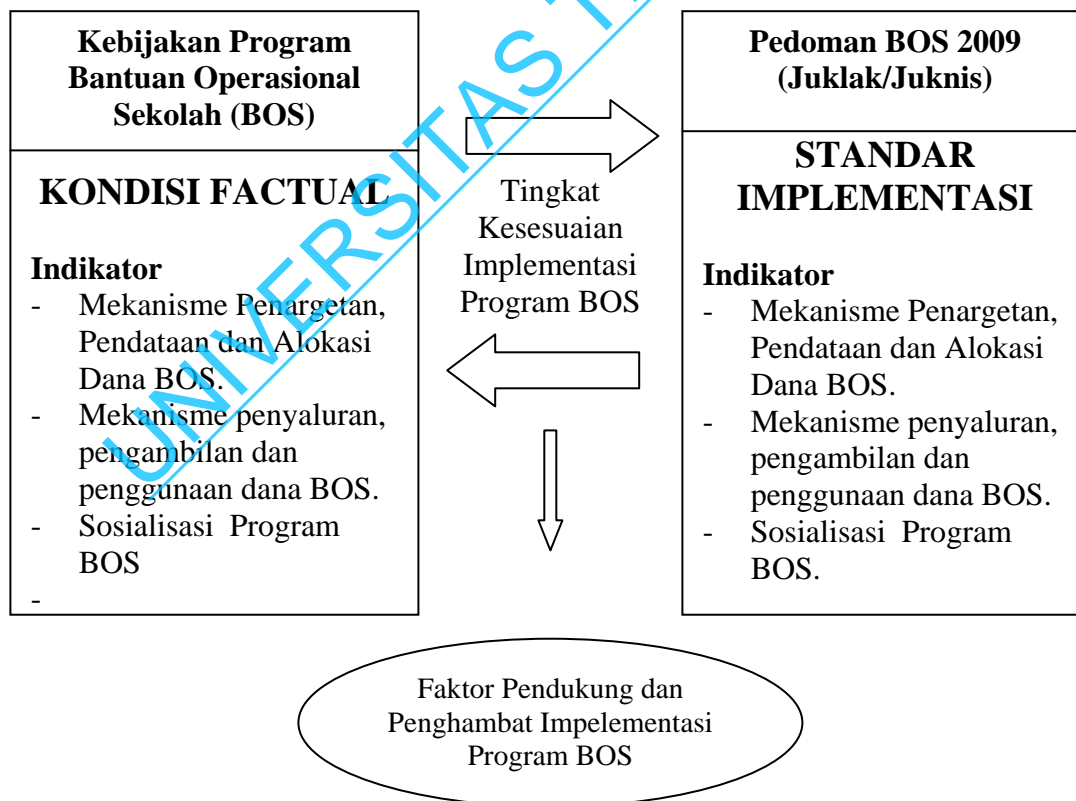 Kebijakan Program
Bantuan Operasional
Sekolah (BOS)
KONDISI FACTUAL
Indikator
- Mekanisme Penargetan,
Pendataan dan Alokasi
Dana BOS.
- Mekanisme penyaluran,
pengambilan dan
penggunaan dana BOS.
- Sosialisasi Program
BOS
-
Tingkat
Kesesuaian
Implementasi
Program BOS
Pedoman BOS 2009
(Juklak/Juknis)
STANDAR
IMPLEMENTASI
Indikator
- Mekanisme Penargetan,
Pendataan dan Alokasi
Dana BOS.
- Mekanisme penyaluran,
pengambilan dan
penggunaan dana BOS.
- Sosialisasi Program
BOS.
Faktor Pendukung dan
Penghambat Impelementasi
Program BOS
UNIVERSITAS